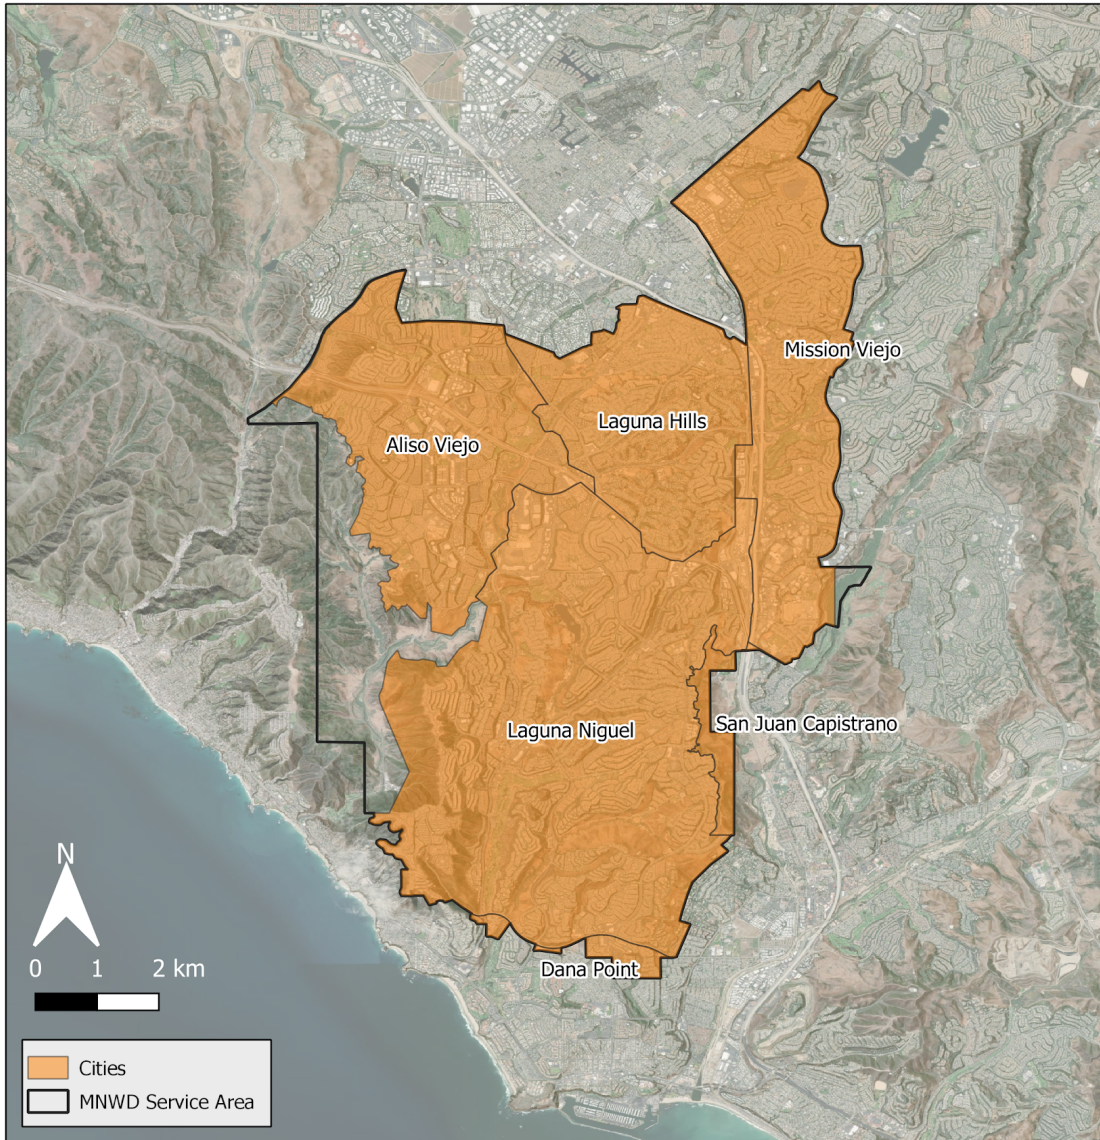 Mission Viejo
Laguna Hills
Aliso Viejo
San Juan Capistrano
Laguna Niguel
Dana Point
N
0 1 2 km
Cities
MNWD Service Area